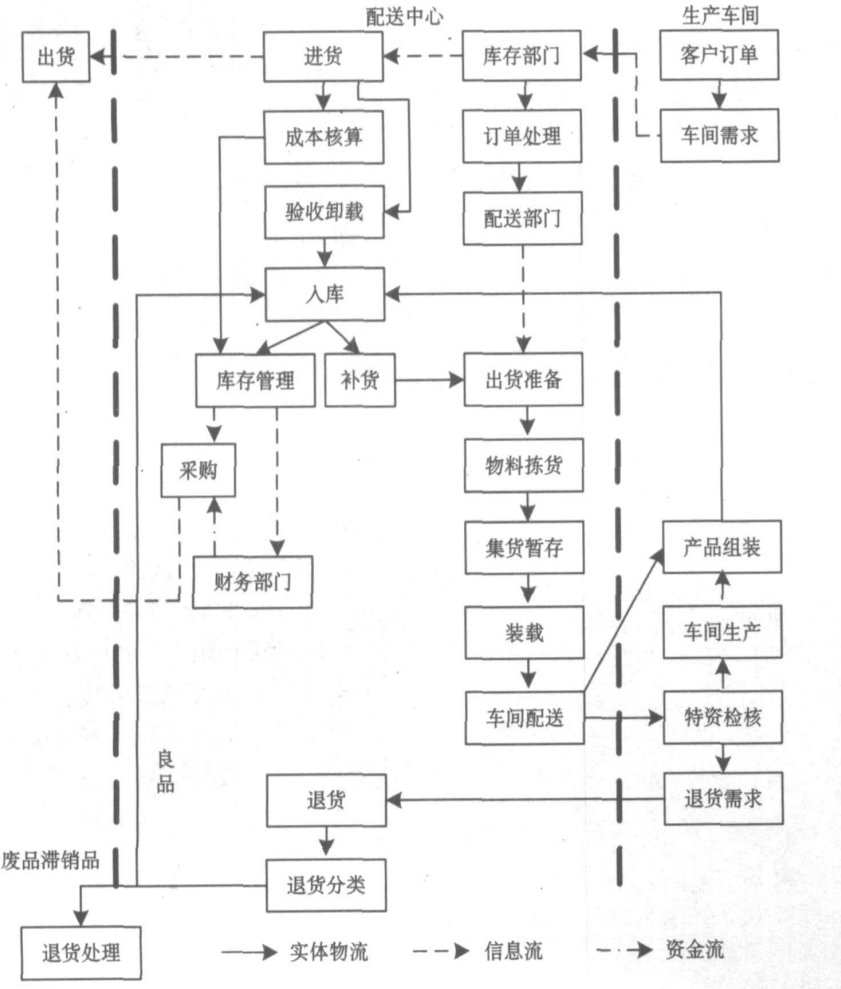 配送中心
生产车间
出货
进货
库存部门
客户订单
成本核算
订单处理
车间需求
验收卸载
配送部门
入库
库存管理
补货
出货准备
采购
物料拣货
财务部门
集货暂存
产品组装
装载
车间生产
车间配送
特资检核
良品
退货
退货需求
废品滞销品
退货分类
退货处理
实体物流
信息流
资金流